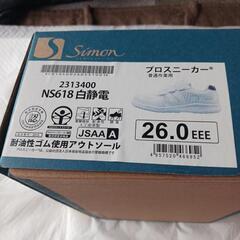 Simon
プロスニーカー®
普通作業用
2313400
NS618 白静電
JSAA A
26.0 EEE
耐油性ゴム使用アウトソール
4957520466952